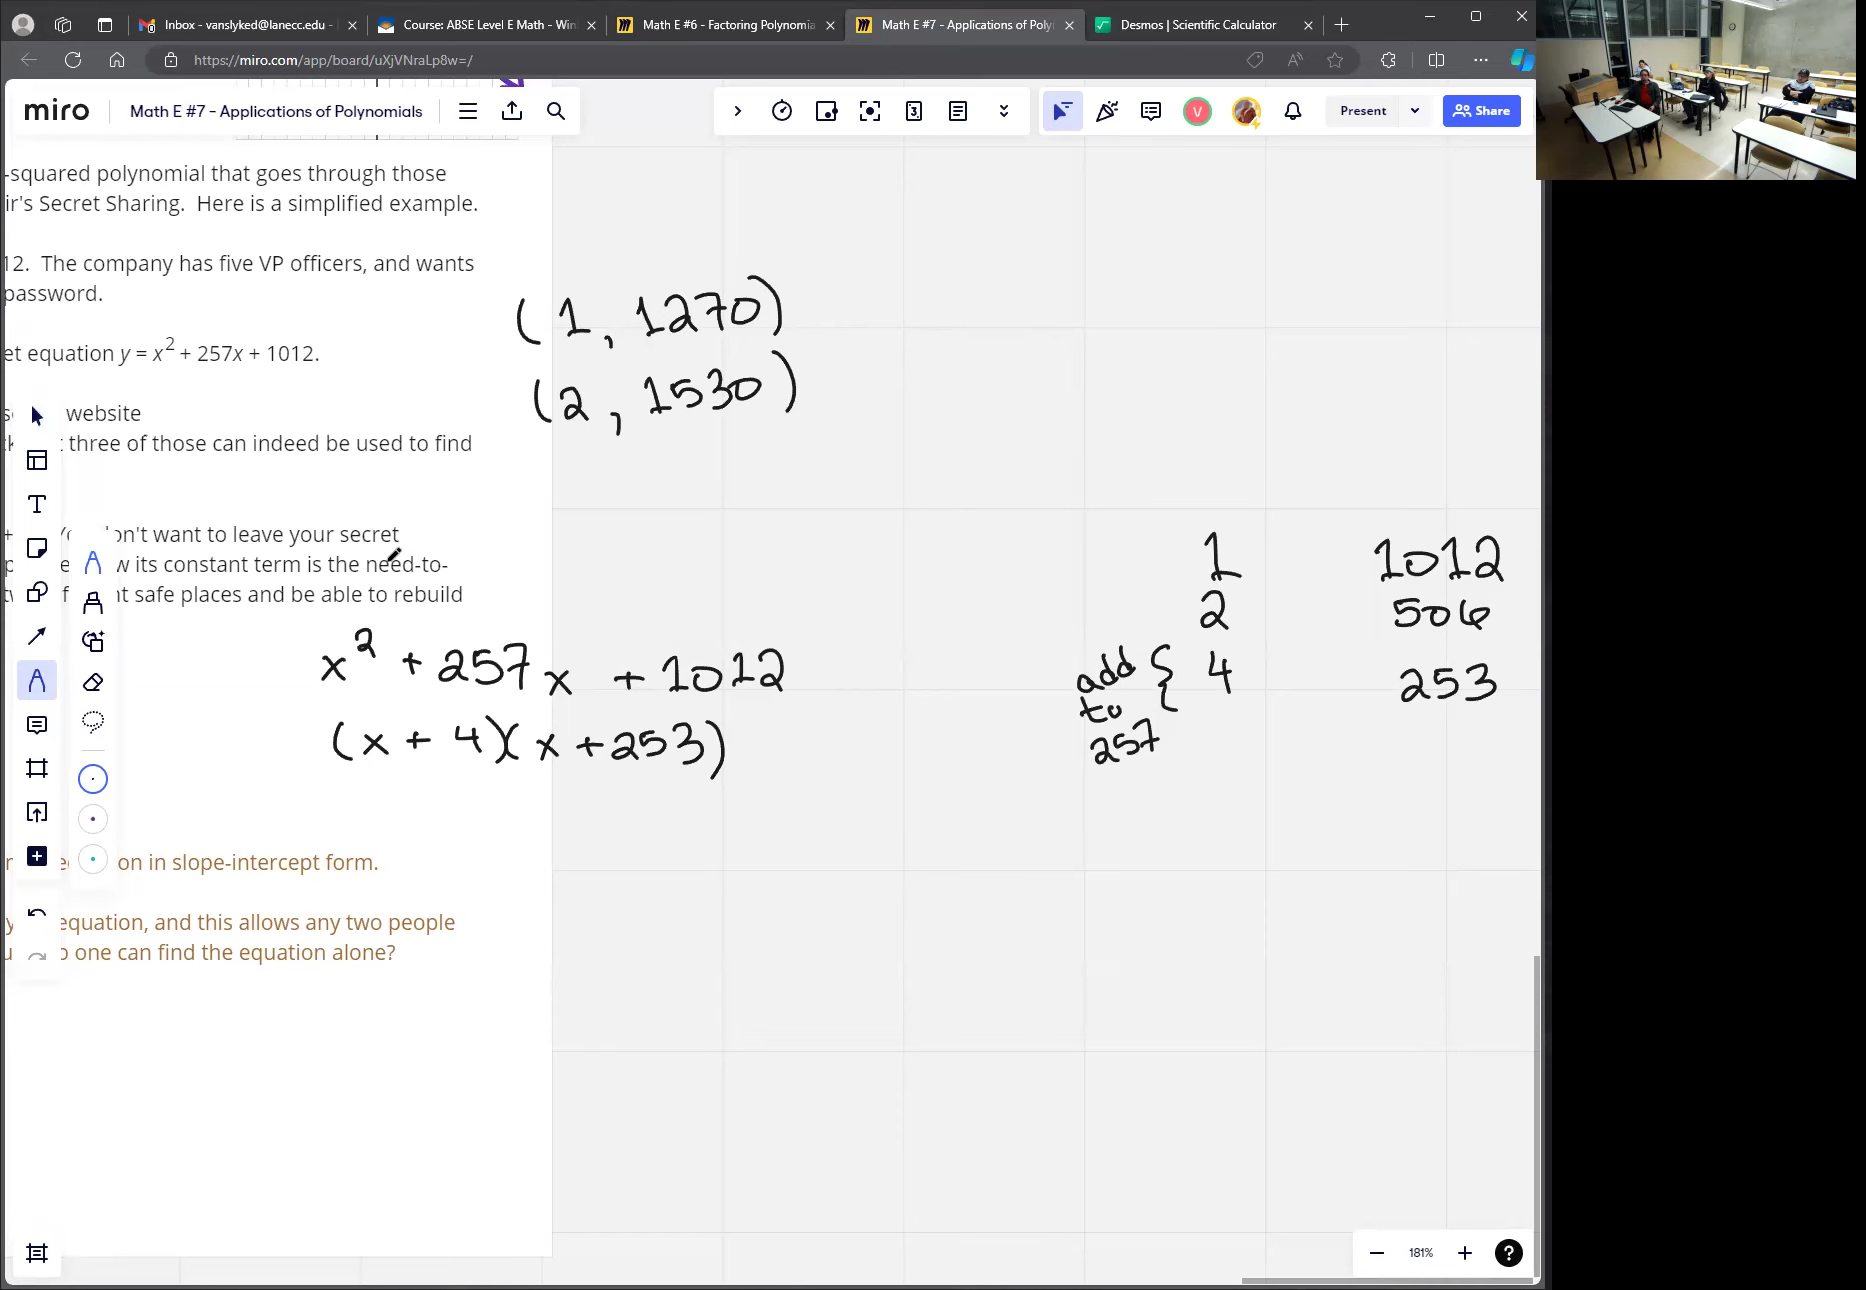 Inbox - vanslyked@lanecc.edu -
Course: ABSE Level E Math - Win
Math E #6 - Factoring Polynomia
Math E #7 - Applications of Poly
Desmos | Scientific Calculator
https://miro.com/app/board/uXjVNraLp8w=/
miro
Math E #7 - Applications of Polynomials
V
Present
Share
-squared polynomial that goes through those
ir's Secret Sharing. Here is a simplified example.
12. The company has five VP officers, and wants
password.
et equation y = x² + 257x + 1012.
website
three of those can indeed be used to find
on't want to leave your secret
w its constant term is the need-to-
nt safe places and be able to rebuild
on in slope-intercept form.
equation, and this allows any two people
o one can find the equation alone?
(1, 1270)
(2, 1530)
x² + 257x + 1012
(x + 4)(x + 253)
1 1012
2 506
add { 4 253
to
257
181%